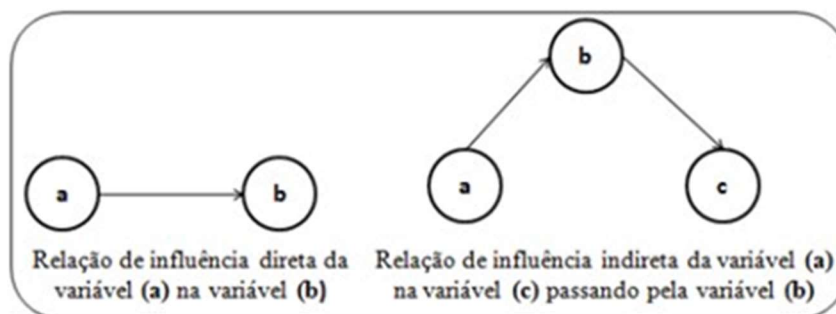 a
b
Relação de influência direta da
variável (a) na variável (b)
b
a
c
Relação de influência indireta da variável (a)
na variável (c) passando pela variável (b)